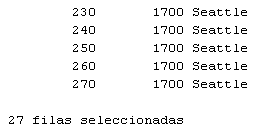 230 1700 Seattle
240 1700 Seattle
250 1700 Seattle
260 1700 Seattle
270 1700 Seattle
27 filas seleccionadas